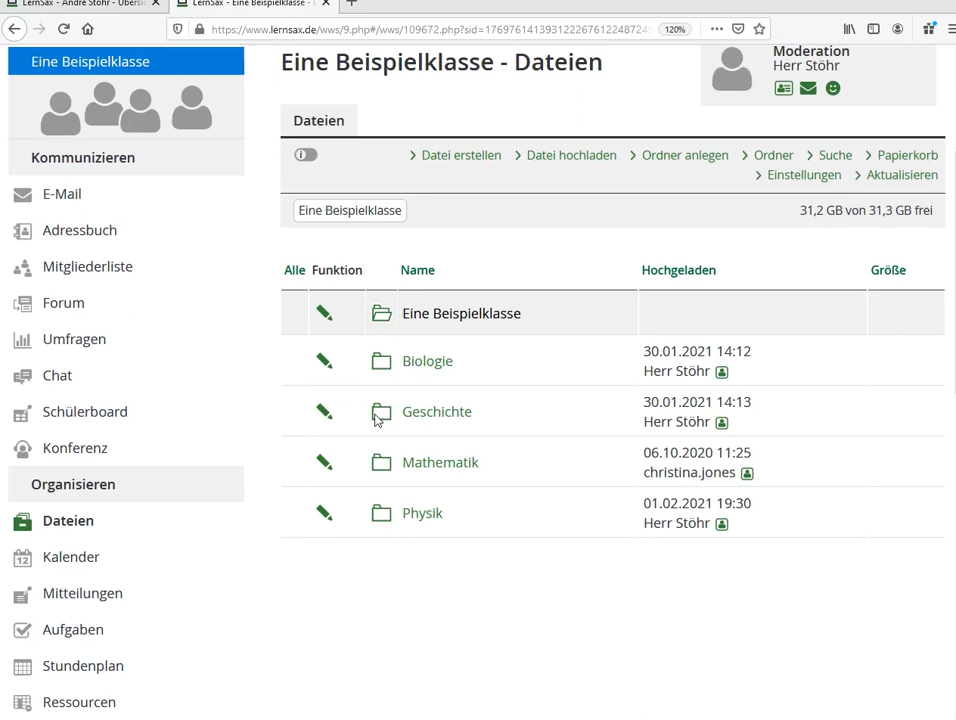 LernSax - André Stöhr - Übersic
LernSax - Eine Beispielklasse -
https://www.lernsax.de/wws/9.php#/wws/109672.php?sid=1769761413931222676122487245
120%
Eine Beispielklasse
Kommunizieren
E-Mail
Adressbuch
Mitgliederliste
Forum
Umfragen
Chat
Schülerboard
Konferenz
Organisieren
Dateien
Kalender
12
Mitteilungen
Aufgaben
Stundenplan
Ressourcen
Eine Beispielklasse - Dateien
Moderation
Herr Stöhr
Dateien
Datei erstellen Datei hochladen Ordner anlegen Ordner Suche Papierkorb
Einstellungen Aktualisieren
Eine Beispielklasse 31,2 GB von 31,3 GB frei
Alle Funktion Name Hochgeladen Größe
Eine Beispielklasse
Biologie 30.01.2021 14:12
Herr Stöhr
Geschichte 30.01.2021 14:13
Herr Stöhr
Mathematik 06.10.2020 11:25
christina.jones
Physik 01.02.2021 19:30
Herr Stöhr